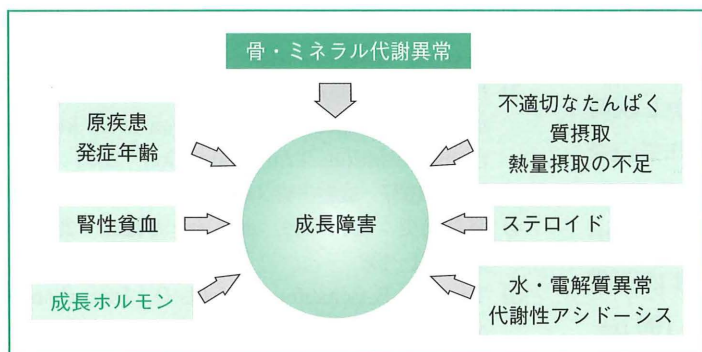 骨・ミネラル代謝異常
原疾患
発症年齢
不適切なたんぱく
質摂取
熱量摂取の不足
腎性貧血
成長障害
ステロイド
成長ホルモン
水・電解質異常
代謝性アシドーシス